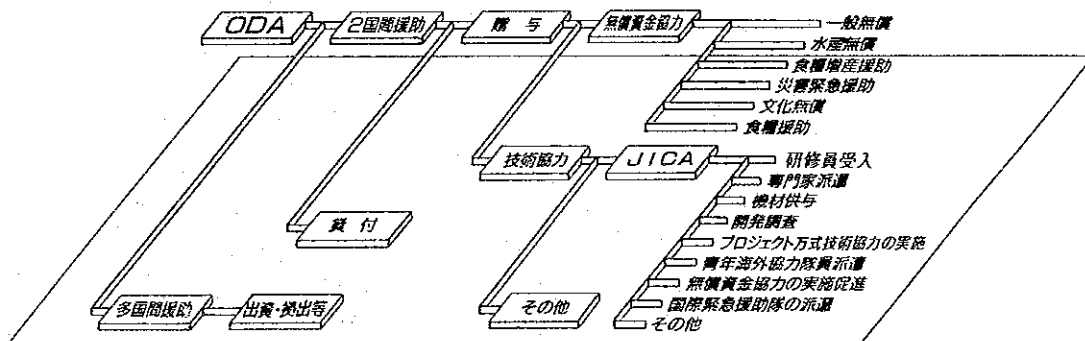 ODA
2国間援助
贈与
無償資金協力
一般無償
水産無償
食糧増産援助
災害緊急援助
文化無償
食糧援助
技術協力
JICA
研修員受入
専門家派遣
機材供与
開発調査
プロジェクト方式技術協力の実施
青年海外協力隊員派遣
無償資金協力の実施促進
国際緊急援助隊の派遣
その他
貸付
その他
多国間援助
出資・拠出等